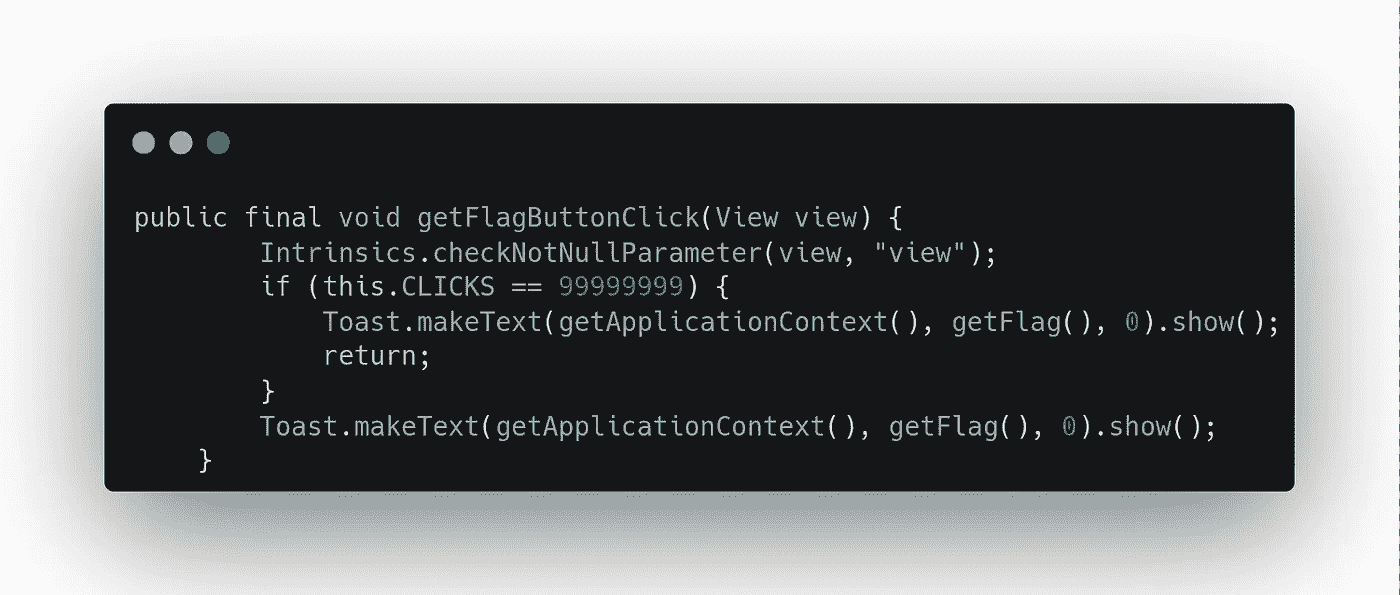 public final void getFlagButtonClick(View view) {
Intrinsics.checkNotNullParameter(view, "view");
if (this.CLICKS == 99999999) {
Toast.makeText(getApplicationContext(), getFlag(), 0).show();
return;
}
Toast.makeText(getApplicationContext(), getFlag(), 0).show();
}